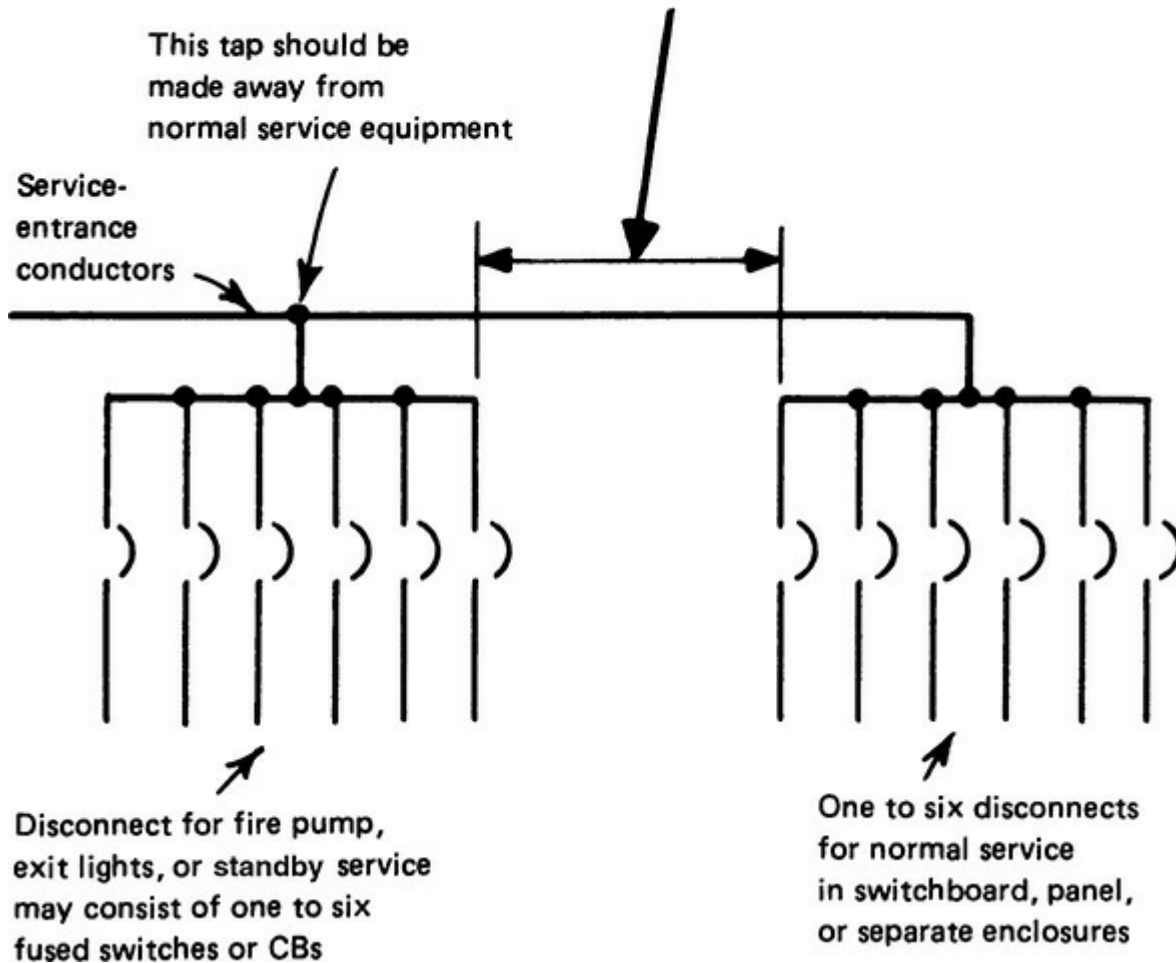 This tap should be
made away from
normal service equipment
Service-
entrance
conductors
Disconnect for fire pump,
exit lights, or standby service
may consist of one to six
fused switches or CBs
One to six disconnects
for normal service
in switchboard, panel,
or separate enclosures